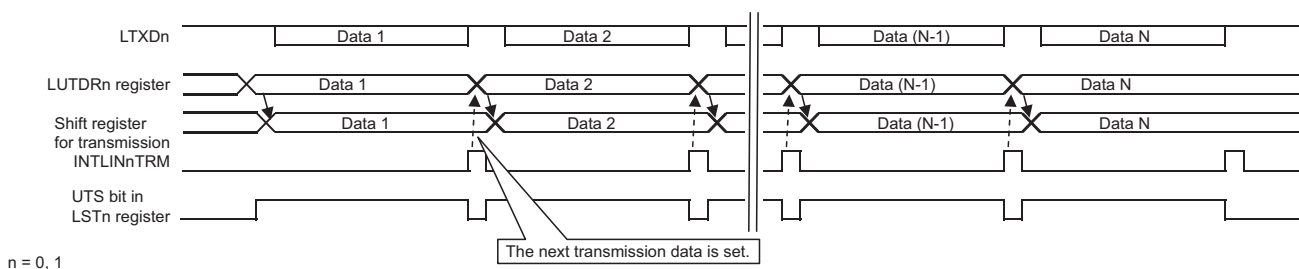 LTXDn Data 1 Data 2 Data (N-1) Data N
LUTDRn register Data 1 Data 2 Data (N-1) Data N
Shift register
for transmission Data 1 Data 2 Data (N-1) Data N
INTLINnTRM
UTS bit in
LSTn register
The next transmission data is set.
n = 0, 1